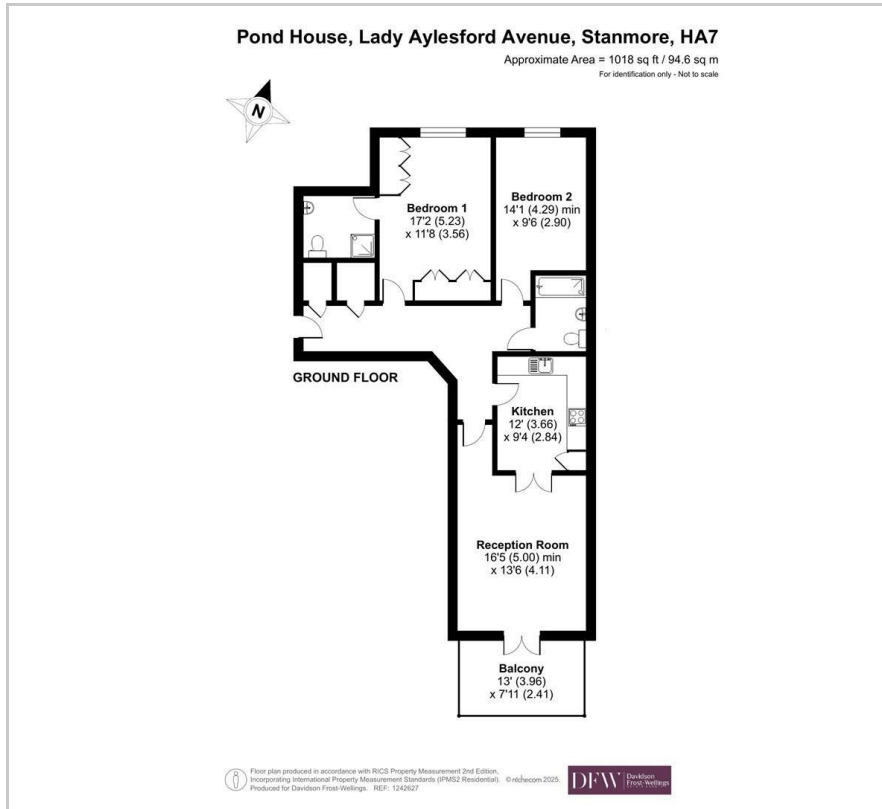 Pond House, Lady Aylesford Avenue, Stanmore, HA7
Approximate Area = 1018 sq ft / 94.6 sq m
For identification only - Not to scale
N
Bedroom 1
17'2 (5.23)
x 11'8 (3.56)
Bedroom 2
14'1 (4.29) min
x 9'6 (2.90)
GROUND FLOOR
Kitchen
12' (3.66)
x 9'4 (2.84)
Reception Room
16'5 (5.00) min
x 13'6 (4.11)
Balcony
13' (3.96)
x 7'11 (2.41)
Floor plan produced in accordance with RICS Property Measurement 2nd Edition,
Incorporating International Property Measurement Standards (IPMS2 Residential). © nichecom 2025.
Produced for Davidson Frost-Wellings. REF: 1242627
DFW Davidson
Frost-Wellings